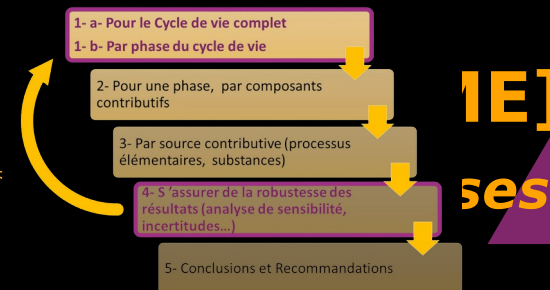 1- a- Pour le Cycle de vie complet
1- b- Par phase du cycle de vie
2- Pour une phase, par composants
contributifs
3- Par source contributive (processus
élémentaires, substances)
4- S ’assurer de la robustesse des
résultats (analyse de sensibilité,
incertitudes…)
5- Conclusions et Recommandations
ME]
ses